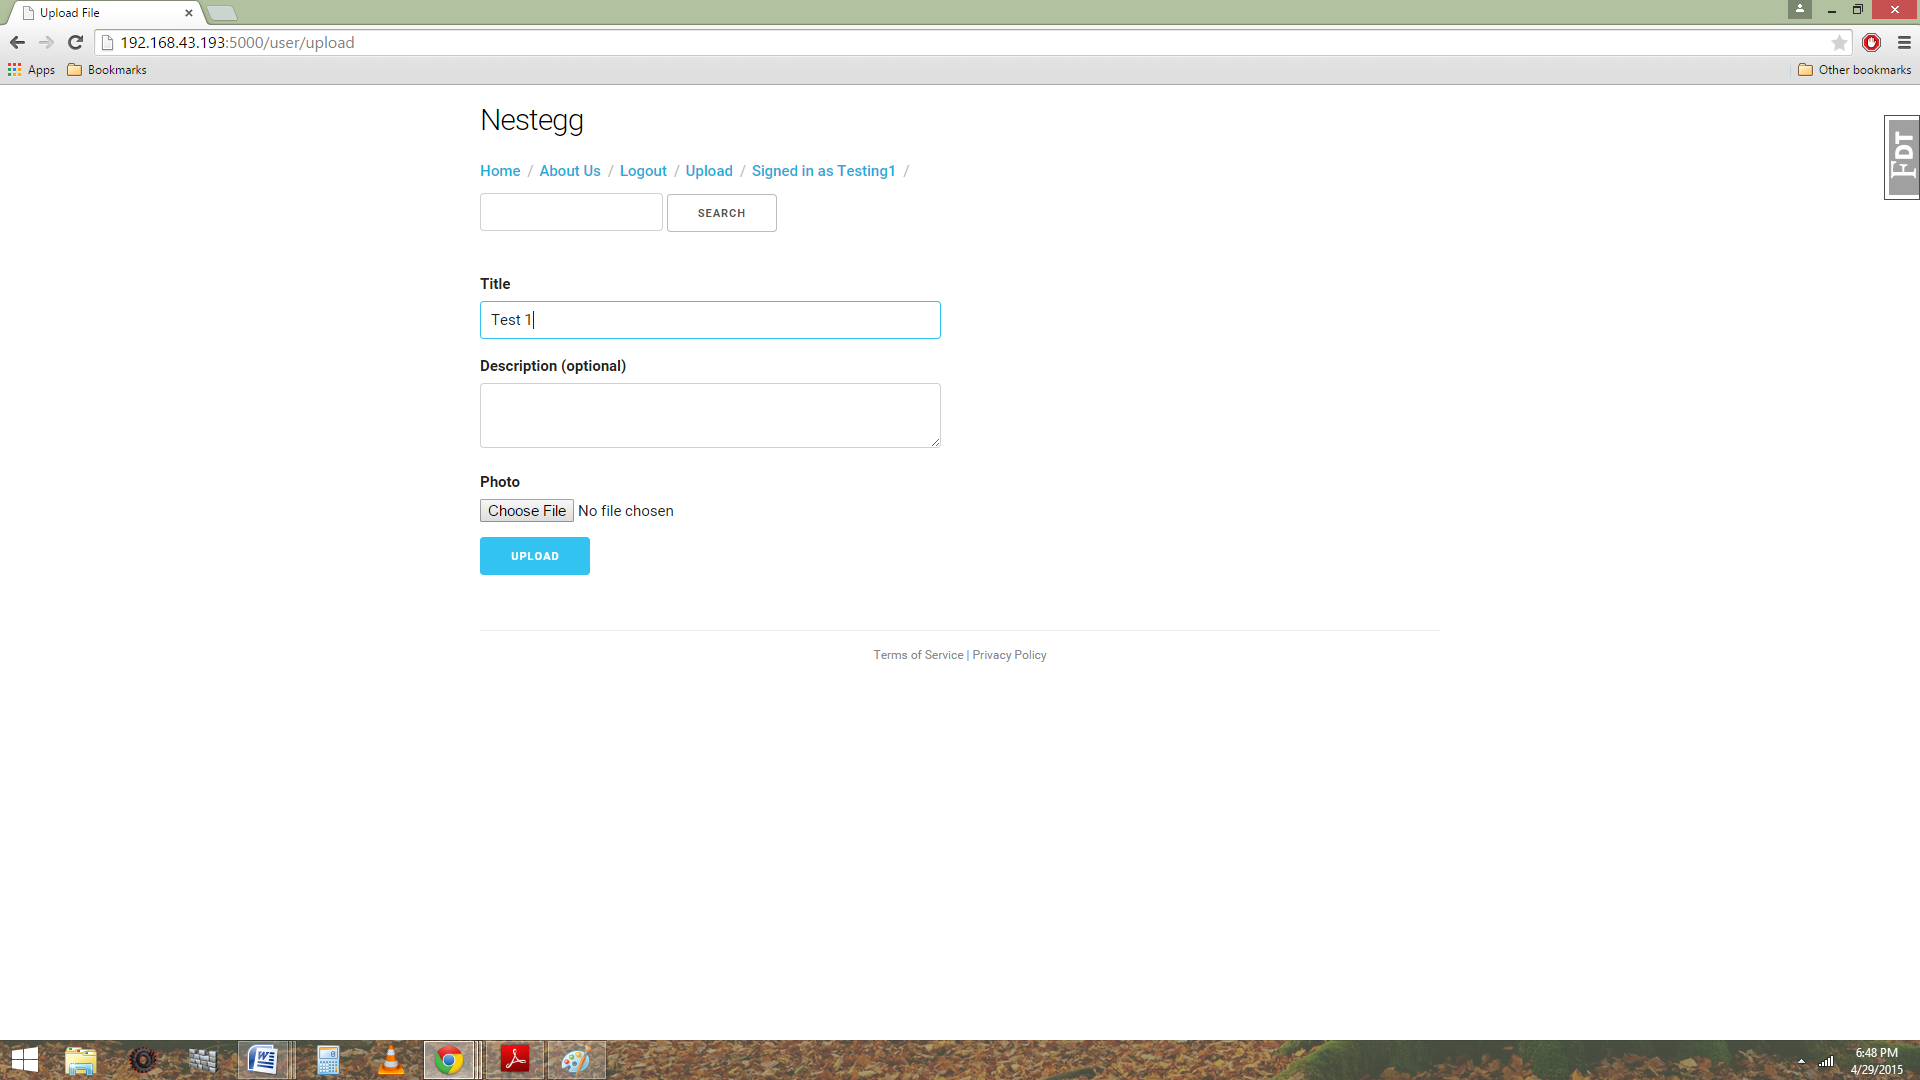 Upload File
192.168.43.193:5000/user/upload
Apps Bookmarks Other bookmarks
Nestegg
FDT
Home / About Us / Logout / Upload / Signed in as Testing1 /
SEARCH
Title
Test 1
Description (optional)
Photo
Choose File No file chosen
UPLOAD
Terms of Service | Privacy Policy
6:48 PM
4/29/2015